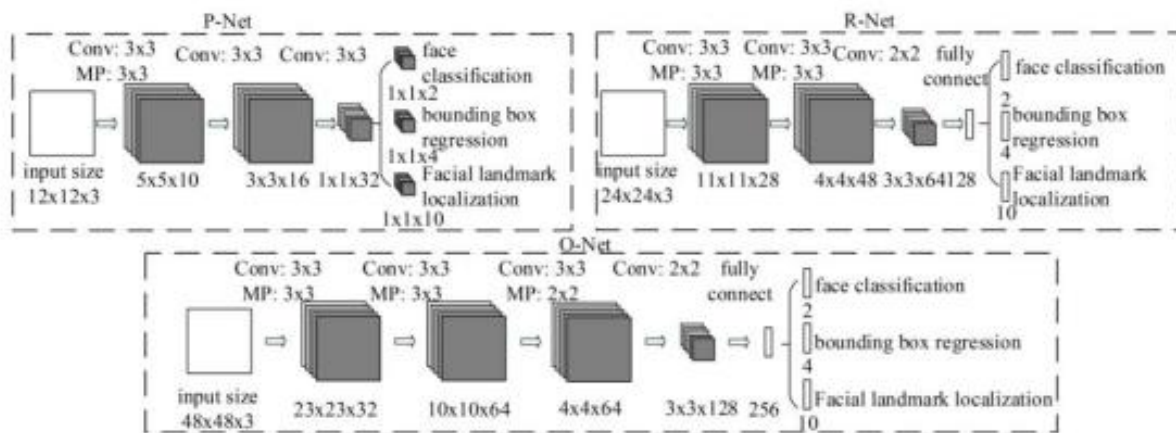 P-Net
Conv: 3x3 Conv: 3x3 Conv: 3x3
MP: 3x3
face
classification
1x1x2
bounding box
regression
1x1x4
Facial landmark
localization
1x1x10
input size
12x12x3
5x5x10
3x3x16
1x1x32
R-Net
Conv: 3x3 Conv: 3x3 Conv: 2x2 fully
MP: 3x3 MP: 3x3 connect
face classification
2
bounding box
regression
4
Facial landmark
localization
10
input size
24x24x3
11x11x28
4x4x48
3x3x64
128
O-Net
Conv: 3x3 Conv: 3x3 Conv: 3x3 Conv: 2x2 fully
MP: 3x3 MP: 3x3 MP: 2x2 connect
face classification
2
bounding box regression
4
Facial landmark localization
10
input size
48x48x3
23x23x32
10x10x64
4x4x64
3x3x128
256